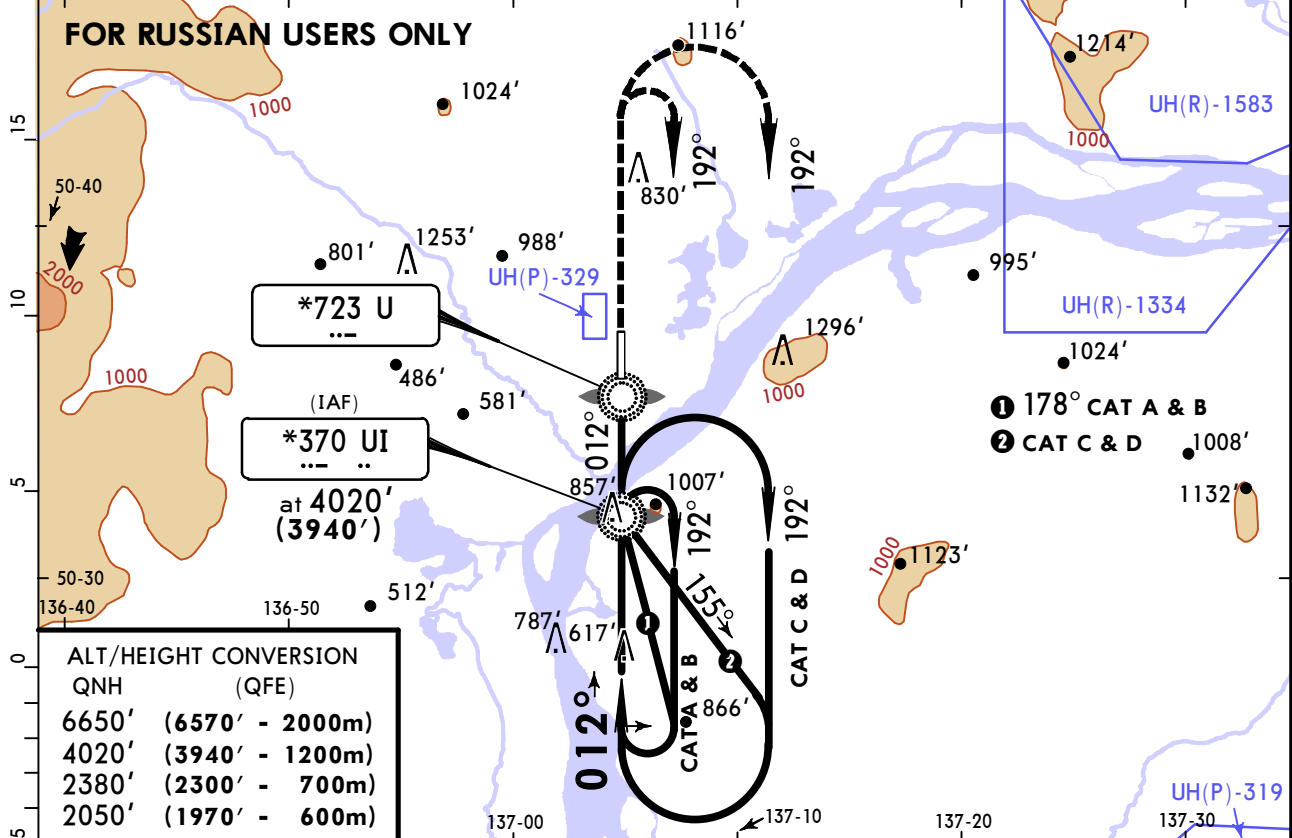 FOR RUSSIAN USERS ONLY
1116'
1214'
1024'
1000
UH(R)-1583
15
1000
192°
192°
50-40
830'
801'
1253'
988'
995'
2000
UH(P)-329
*723 U
UH(R)-1334
10
1296'
1024'
1000
486'
1000
(IAF)
581'
*370 UI
at 4020'
(3940')
012°
1 178° CAT A & B
2 CAT C & D
1008'
857'
1007'
1132'
5
192°
192°
1000
1123'
50-30
136-40
136-50
512'
155°
CAT C & D
787'
617'
1
2
0
ALT/HEIGHT CONVERSION
QNH (QFE)
6650' (6570' - 2000m)
4020' (3940' - 1200m)
2380' (2300' - 700m)
2050' (1970' - 600m)
012°
CAT A & B
866'
5
137-00
137-10
137-20
137-30
UH(P)-319